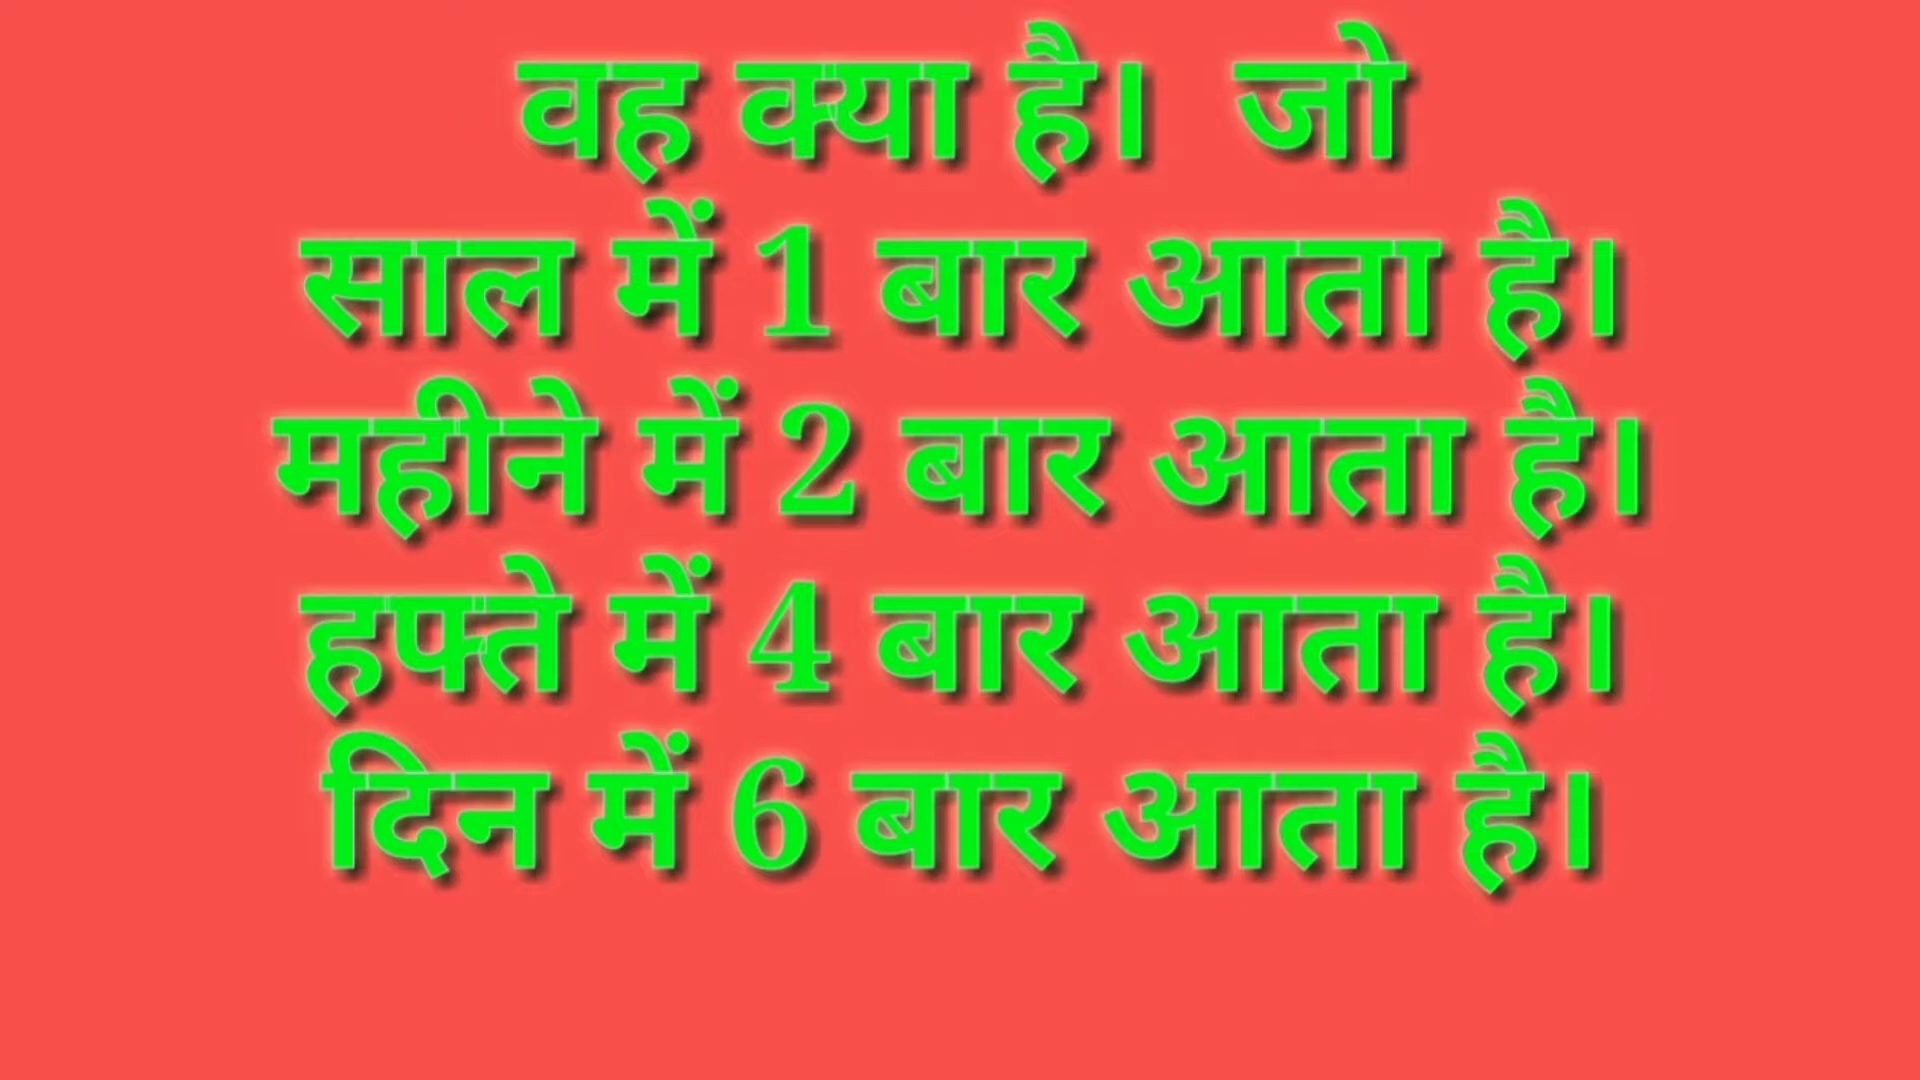 वह क्या है। जो
साल में 1 बार आता है।
महीने में 2 बार आता है।
हफ्ते में 4 बार आता है।
दिन में 6 बार आता है।